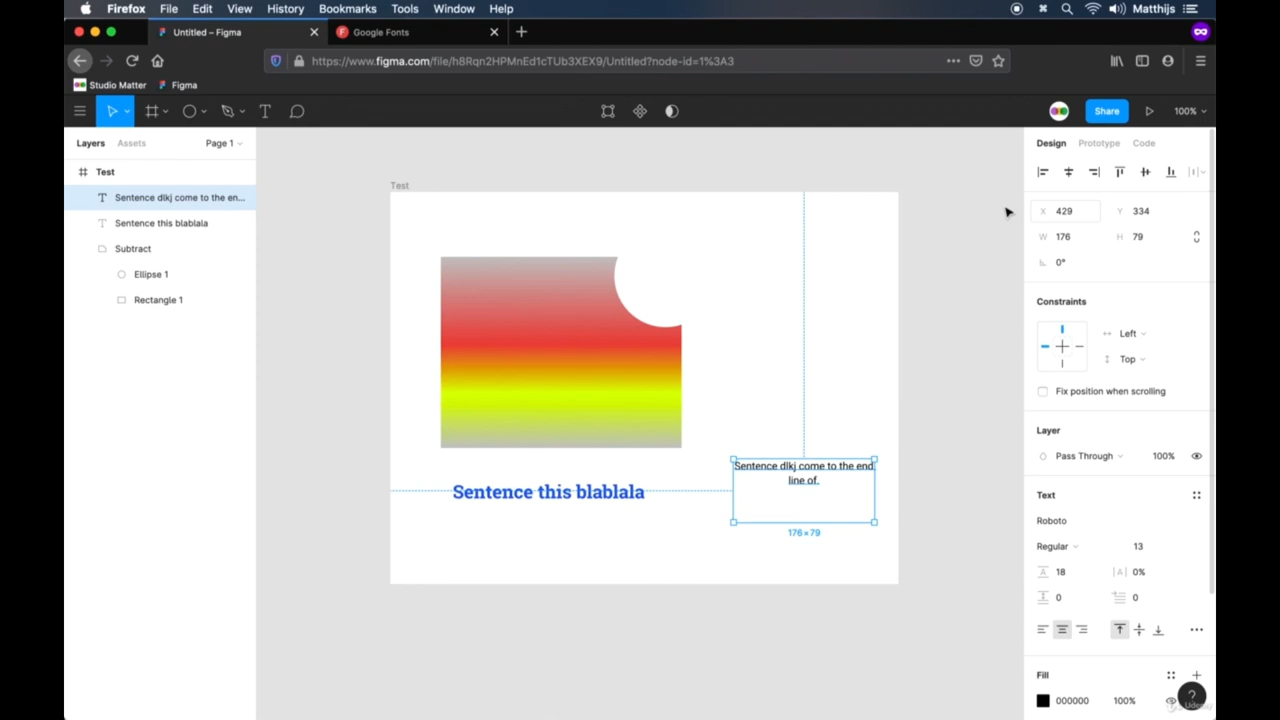 Firefox File Edit View History Bookmarks Tools Window Help Matthijs
Untitled – Figma Google Fonts
https://www.figma.com/file/h8Rqn2HPMnEd1cTUb3XEX9/Untitled?node-id=1%3A3
Studio Matter Figma
Share 100%
Layers Assets Page 1
Design Prototype Code
Test
Sentence dlkj come to the en...
Sentence this blablala
Subtract
Ellipse 1
Rectangle 1
Test
Sentence this blablala
Sentence dlkj come to the end
line of.
176 × 79
X 429 Y 334
W 176 H 79
0°
Constraints
Left
Top
Fix position when scrolling
Layer
Pass Through 100%
Text
Roboto
Regular 13
A 18 |A| 0%
0 0
Fill
000000 100%
?
Udemy